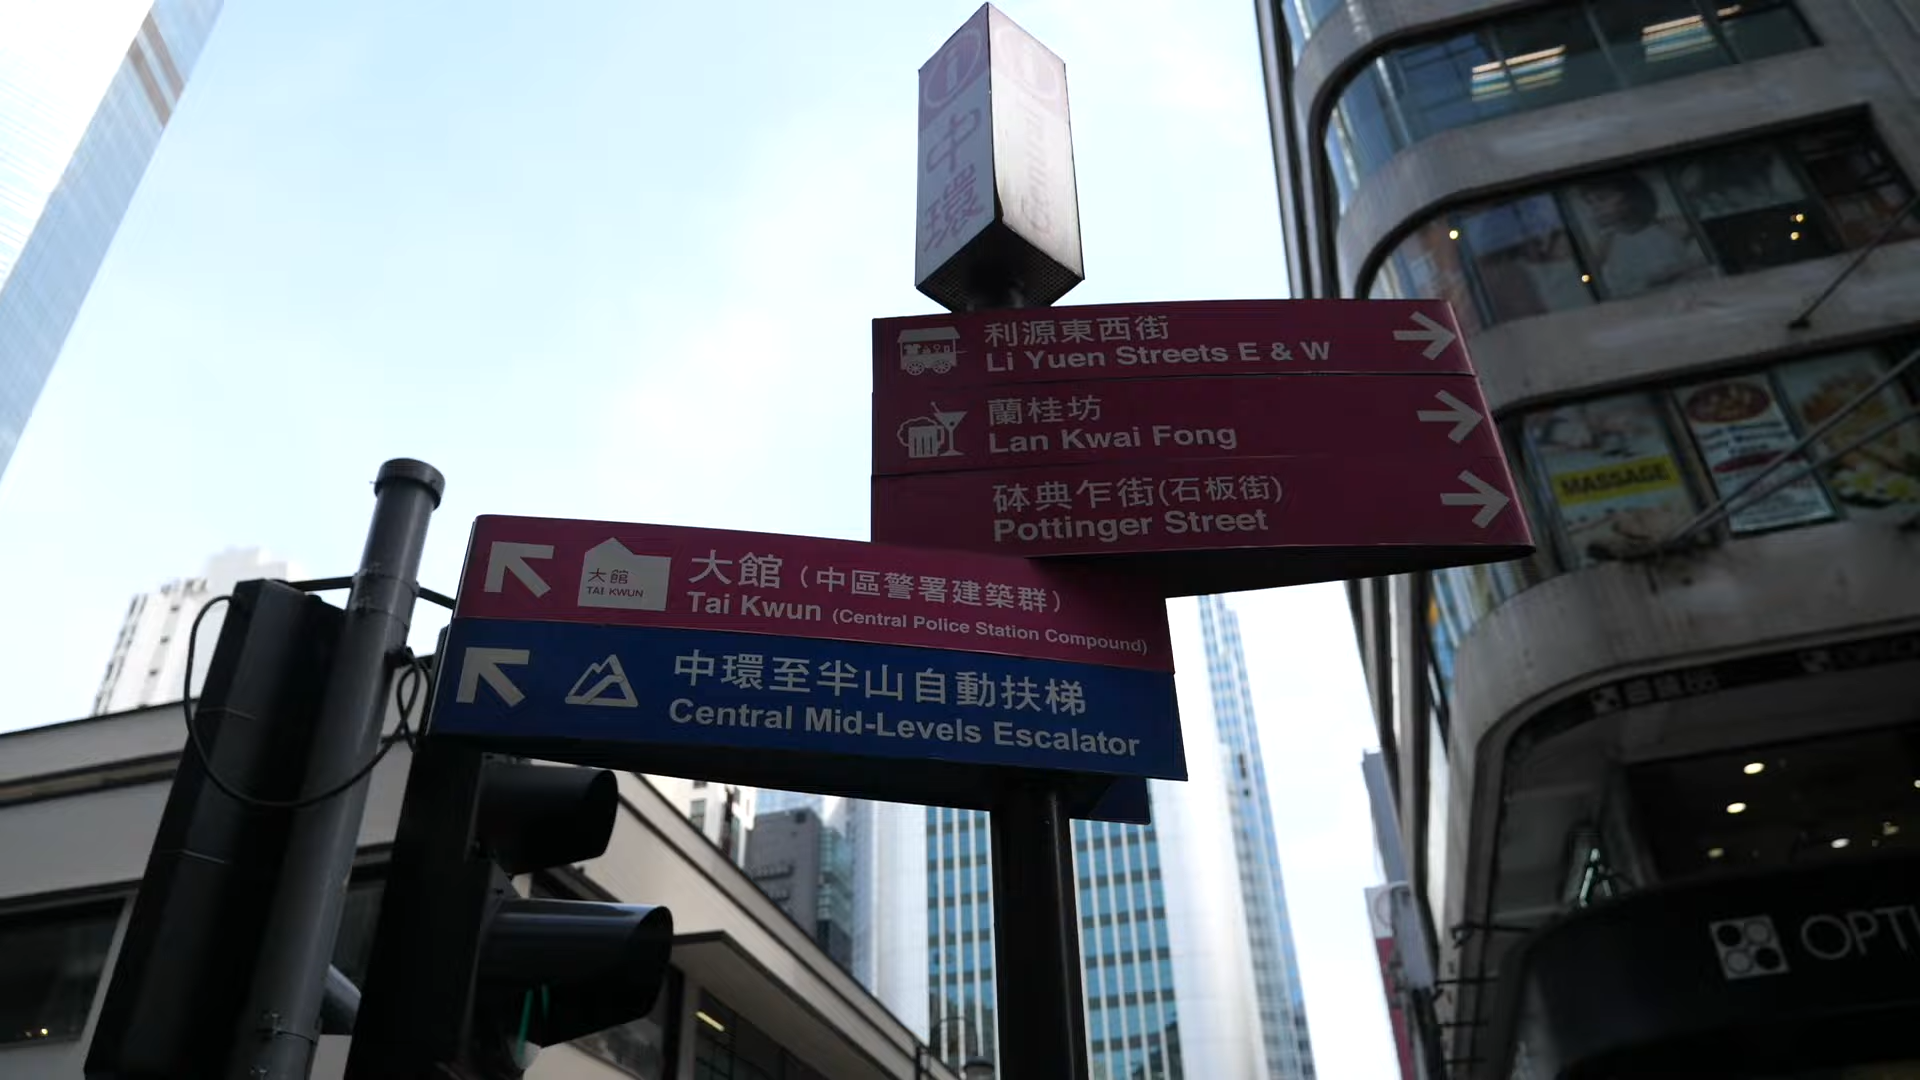 中環
Central
利源東西街
Li Yuen Streets E & W
蘭桂坊
Lan Kwai Fong
砵典乍街(石板街)
Pottinger Street
大館
TAI KWUN
大館 (中區警署建築群)
Tai Kwun (Central Police Station Compound)
中環至半山自動扶梯
Central Mid-Levels Escalator
MASSAGE